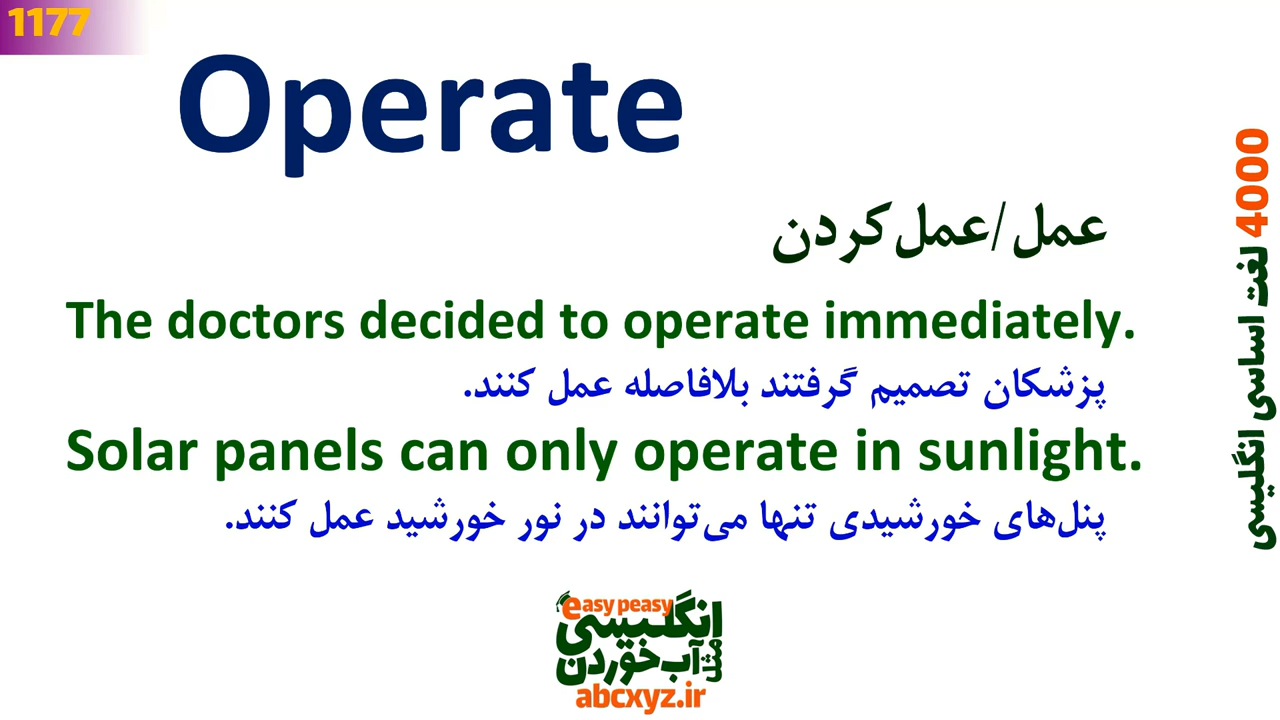 1177
Operate
عمل/عمل‌کردن
The doctors decided to operate immediately.
پزشکان تصمیم گرفتند بلافاصله عمل کنند.
Solar panels can only operate in sunlight.
پنل‌های خورشیدی تنها می‌توانند در نور خورشید عمل کنند.
4000 لغت اساسی انگلیسی
easy peasy
انگلیسی
مثل آب خوردن
abcxyz.ir